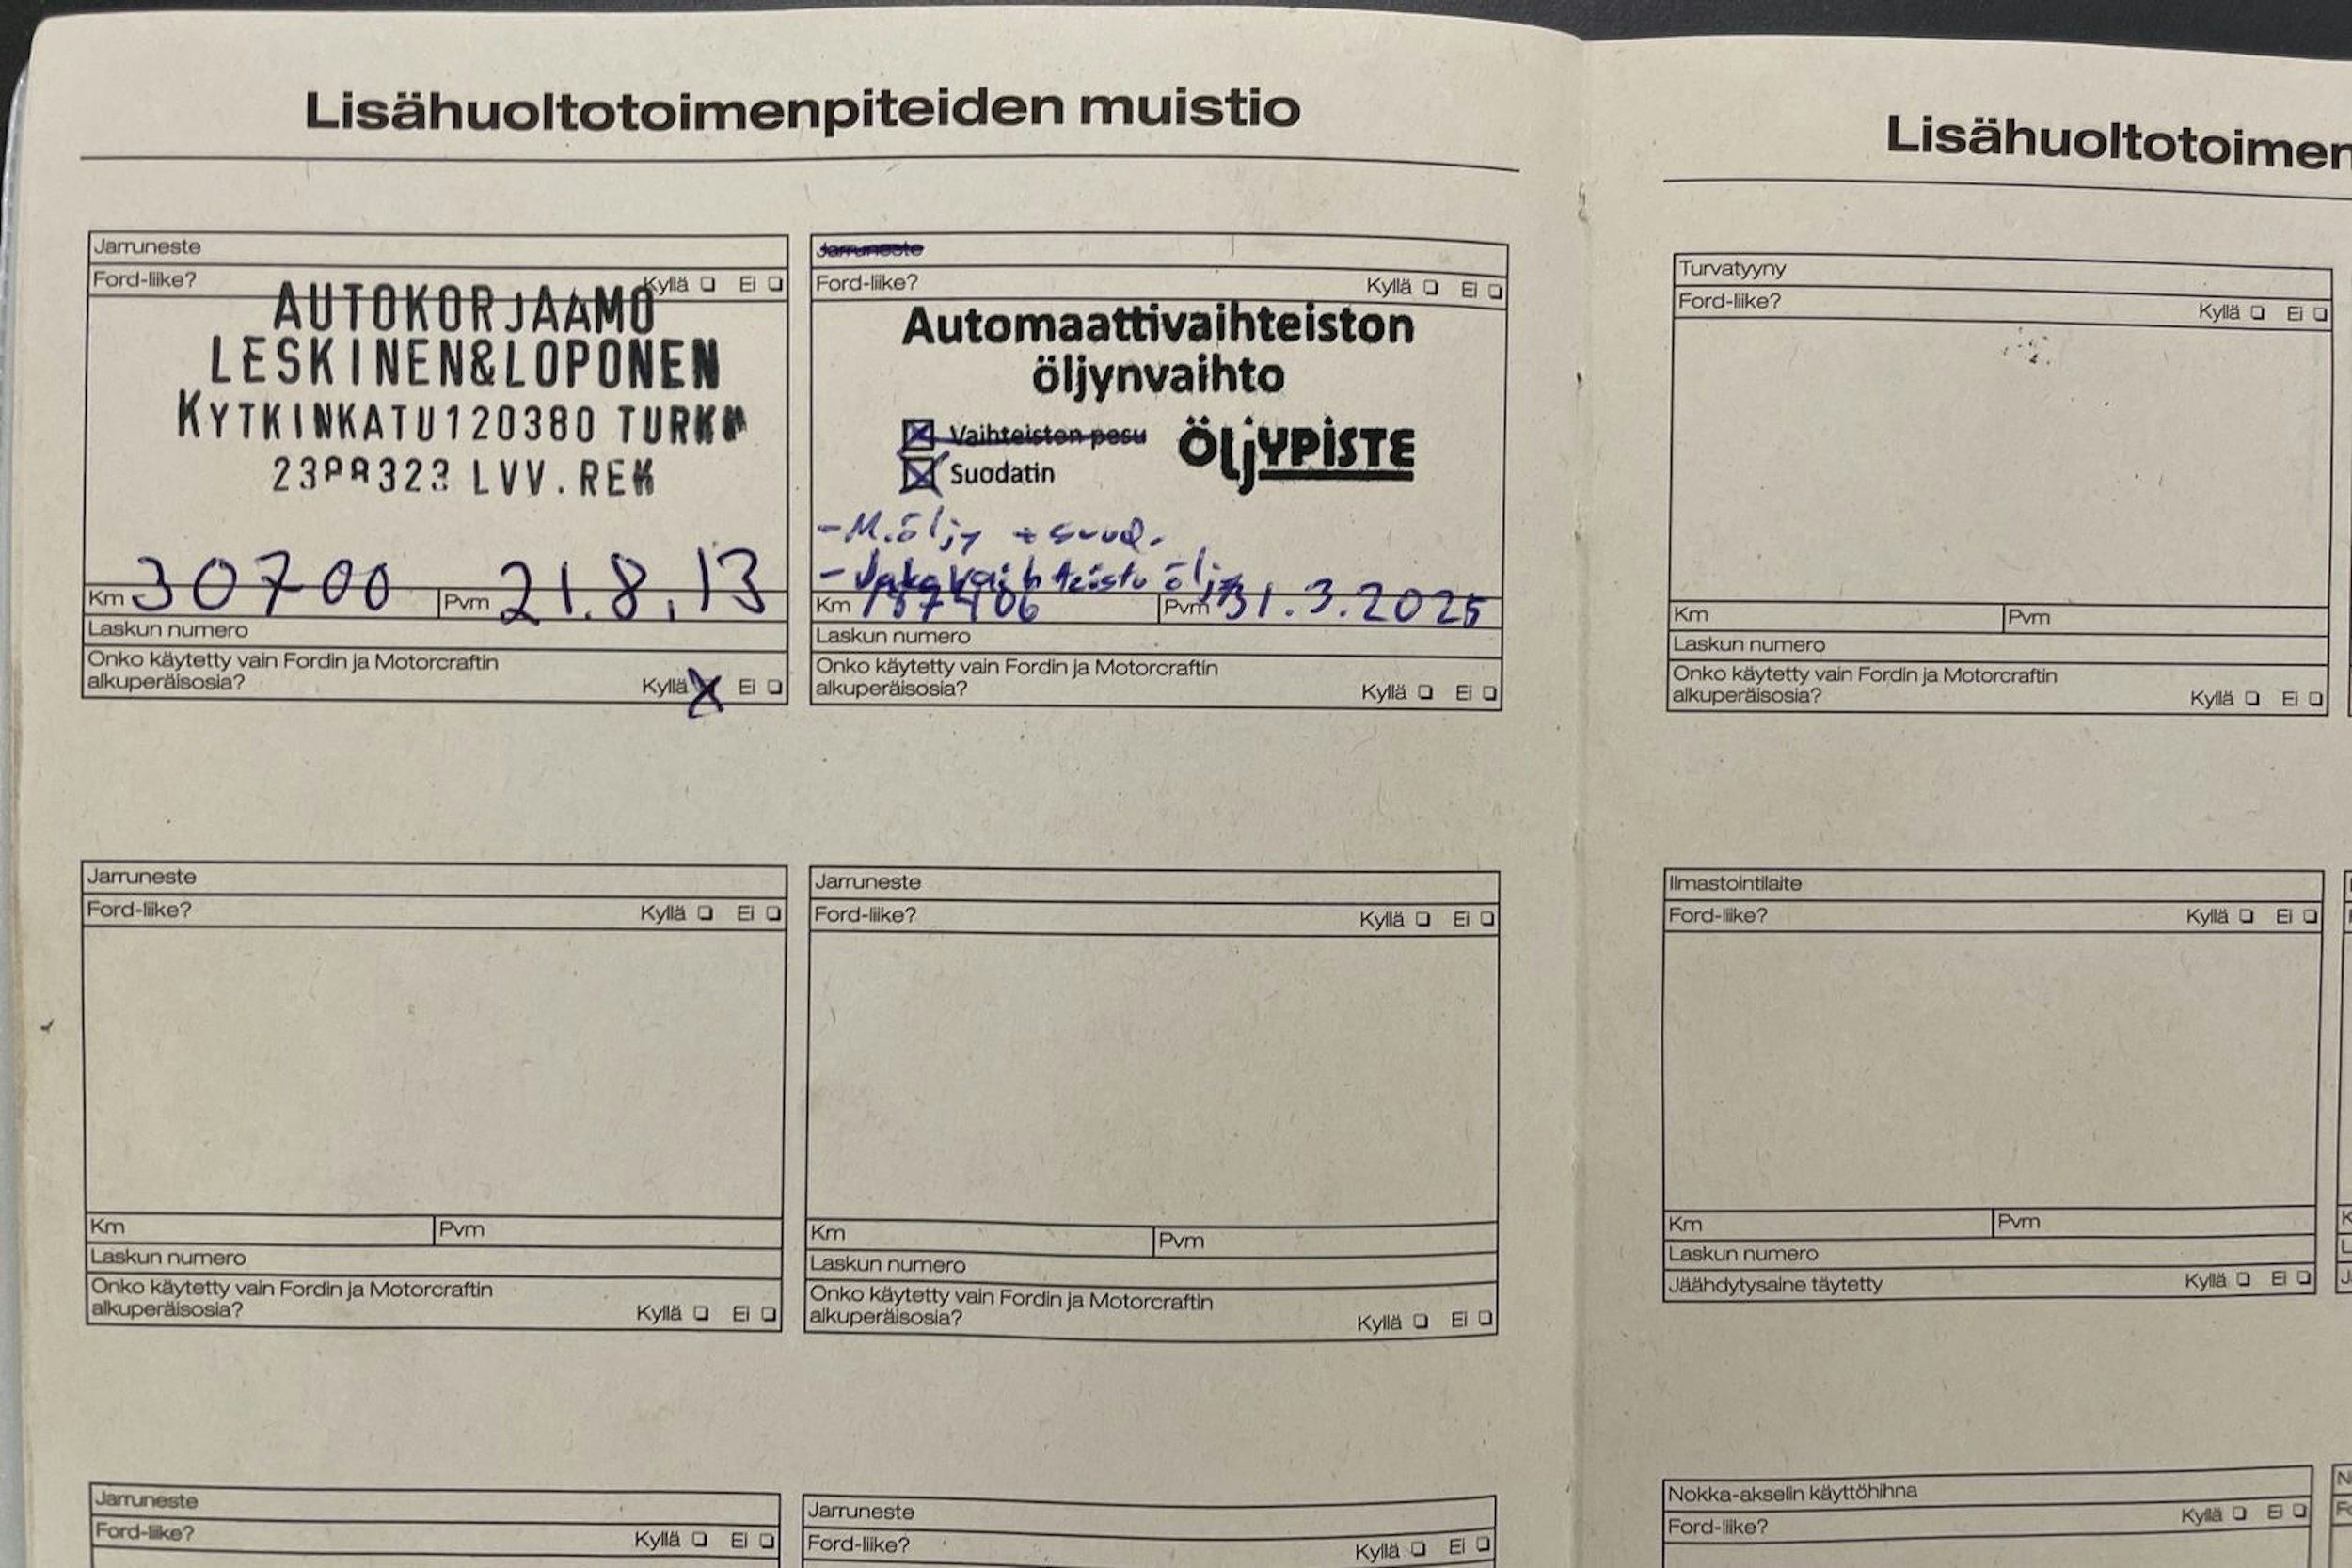 Lisähuoltotoimenpiteiden muistio
Jarruneste
Ford-liike? Kyllä ❑ Ei ❑
AUTOKORJAAMO
LESKINEN&LOPONEN
KYTKINKATU120380 TURKU
LVV.REK
Km 30700 Pvm 21.8.13
Laskun numero
Onko käytetty vain Fordin ja Motorcraftin
alkuperäisosia? Kyllä Ei ❑
Jarruneste
Ford-liike? Kyllä ❑ Ei ❑
Automaattivaihteiston
öljynvaihto
Vaihteiston pesu
Suodatin
ÖljYPiSTE
- M.öljy + suod.
- Jakovaihteisto öljy
Km 187406 Pvm 31.3.2025
Laskun numero
Onko käytetty vain Fordin ja Motorcraftin
alkuperäisosia? Kyllä ❑ Ei ❑
Jarruneste
Ford-liike? Kyllä ❑ Ei ❑
Km Pvm
Laskun numero
Onko käytetty vain Fordin ja Motorcraftin
alkuperäisosia? Kyllä ❑ Ei ❑
Jarruneste
Ford-liike? Kyllä ❑ Ei ❑
Km Pvm
Laskun numero
Onko käytetty vain Fordin ja Motorcraftin
alkuperäisosia? Kyllä ❑ Ei ❑
Jarruneste
Ford-liike? Kyllä ❑ Ei ❑
Jarruneste
Ford-liike? Kyllä ❑ Ei ❑
Lisähuoltotoimen
Turvatyyny
Ford-liike? Kyllä ❑ Ei ❑
Km Pvm
Laskun numero
Onko käytetty vain Fordin ja Motorcraftin
alkuperäisosia? Kyllä ❑ Ei ❑
Ilmastointilaite
Ford-liike? Kyllä ❑ Ei ❑
Km Pvm
Laskun numero
Jäähdytysaine täytetty Kyllä ❑ Ei ❑
Nokka-akselin käyttöhihna
Ford-liike? Kyllä ❑ Ei ❑